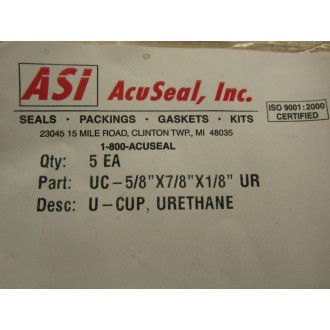 ASi AcuSeal, Inc.
ISO 9001:2000
CERTIFIED
SEALS · PACKINGS · GASKETS · KITS
23045 15 MILE ROAD, CLINTON TWP., MI 48035
1-800-ACUSEAL
Qty: 5 EA
Part: UC-5/8"X7/8"X1/8" UR
Desc: U-CUP, URETHANE